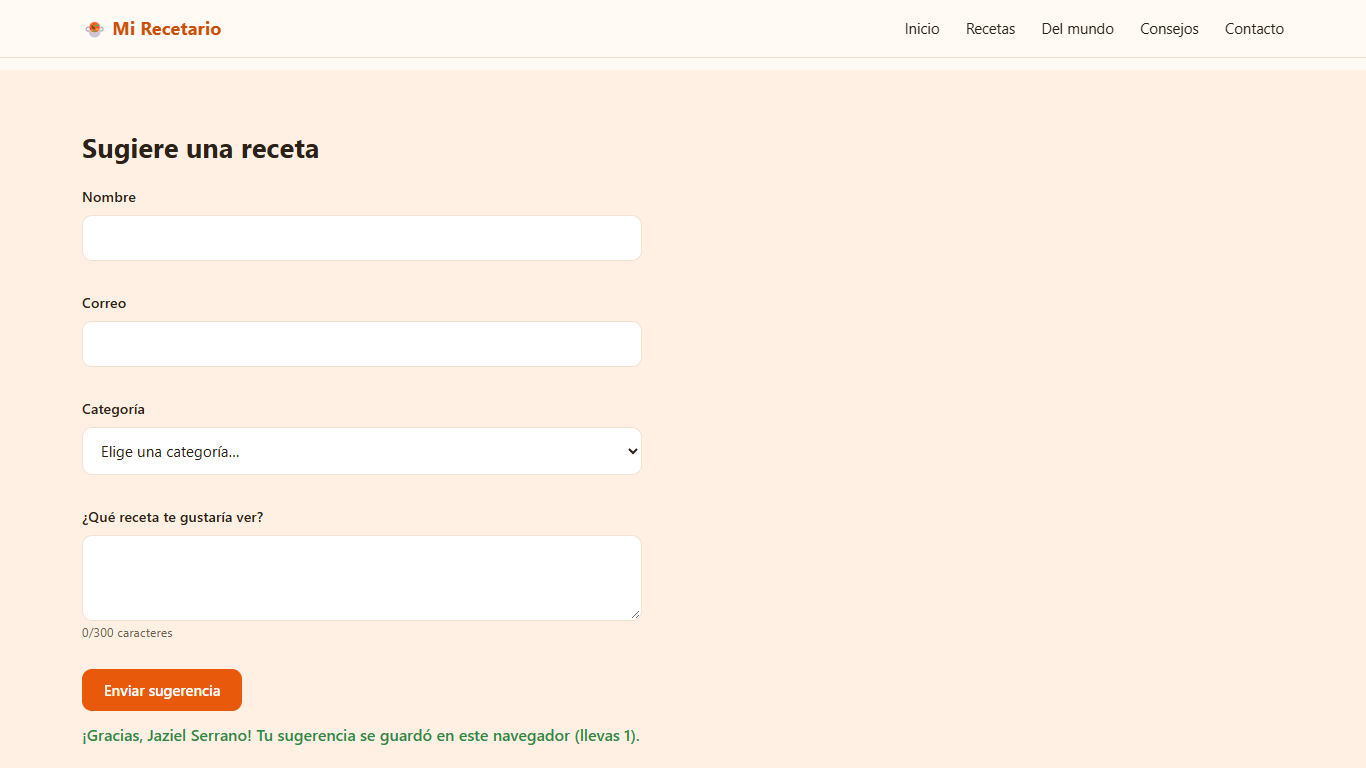 Mi Recetario
Inicio Recetas Del mundo Consejos Contacto
Sugiere una receta
Nombre
Correo
Categoría
Elige una categoría...
¿Qué receta te gustaría ver?
0/300 caracteres
Enviar sugerencia
¡Gracias, Jaziel Serrano! Tu sugerencia se guardó en este navegador (llevas 1).